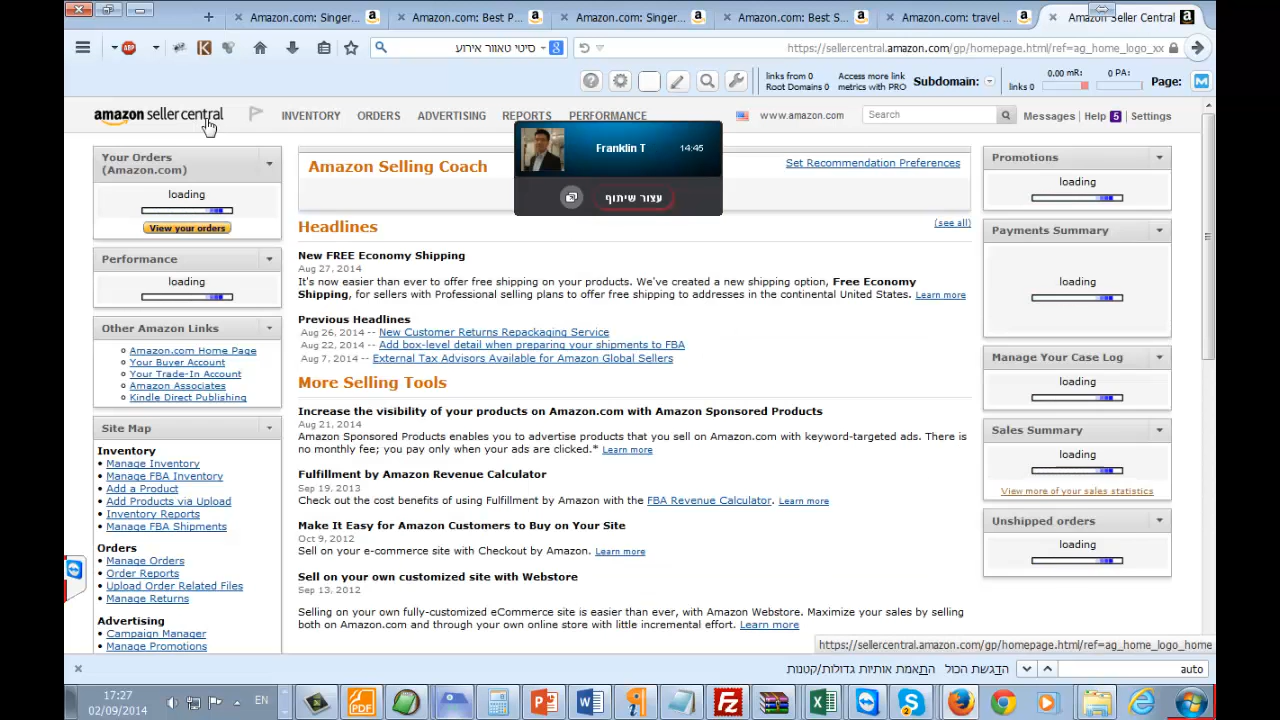 Amazon.com: Singer...
Amazon.com: Best P...
Amazon.com: Singer...
Amazon.com: Best S...
Amazon.com: travel ...
Amazon Seller Central
סיטי טאוור אירוע
https://sellercentral.amazon.com/gp/homepage.html/ref=ag_home_logo_xx
links from 0
Root Domains 0
Access more link
metrics with PRO
Subdomain:
links 0
0.00 mR:
0 PA:
Page:
amazon seller central
INVENTORY
ORDERS
ADVERTISING
REPORTS
PERFORMANCE
www.amazon.com
Search
Messages
Help 5
Settings
Franklin T
14:45
עצור שיתוף
Your Orders
(Amazon.com)
loading
View your orders
Performance
loading
Other Amazon Links
Amazon.com Home Page
Your Buyer Account
Your Trade-In Account
Amazon Associates
Kindle Direct Publishing
Site Map
Inventory
Manage Inventory
Manage FBA Inventory
Add a Product
Add Products via Upload
Inventory Reports
Manage FBA Shipments
Orders
Manage Orders
Order Reports
Upload Order Related Files
Manage Returns
Advertising
Campaign Manager
Manage Promotions
Amazon Selling Coach
Set Recommendation Preferences
Headlines
(see all)
New FREE Economy Shipping
Aug 27, 2014
It's now easier than ever to offer free shipping on your products. We've created a new shipping option, Free Economy
Shipping, for sellers with Professional selling plans to offer free shipping to addresses in the continental United States. Learn more
Previous Headlines
Aug 26, 2014 -- New Customer Returns Repackaging Service
Aug 22, 2014 -- Add box-level detail when preparing your shipments to FBA
Aug 7, 2014 -- External Tax Advisors Available for Amazon Global Sellers
More Selling Tools
Increase the visibility of your products on Amazon.com with Amazon Sponsored Products
Aug 21, 2014
Amazon Sponsored Products enables you to advertise products that you sell on Amazon.com with keyword-targeted ads. There is
no monthly fee; you pay only when your ads are clicked.* Learn more
Fulfillment by Amazon Revenue Calculator
Sep 19, 2013
Check out the cost benefits of using Fulfillment by Amazon with the FBA Revenue Calculator. Learn more
Make It Easy for Amazon Customers to Buy on Your Site
Oct 9, 2012
Sell on your e-commerce site with Checkout by Amazon. Learn more
Sell on your own customized site with Webstore
Sep 13, 2012
Selling on your own fully-customized eCommerce site is easier than ever, with Amazon Webstore. Maximize your sales by selling
both on Amazon.com and through your own online store with little incremental effort. Learn more
Promotions
loading
Payments Summary
loading
Manage Your Case Log
loading
Sales Summary
loading
View more of your sales statistics
Unshipped orders
loading
https://sellercentral.amazon.com/gp/homepage.html/ref=ag_home_logo_home
הדגשת הכול
התאמת אותיות גדולות/קטנות
auto
17:27
02/09/2014
EN